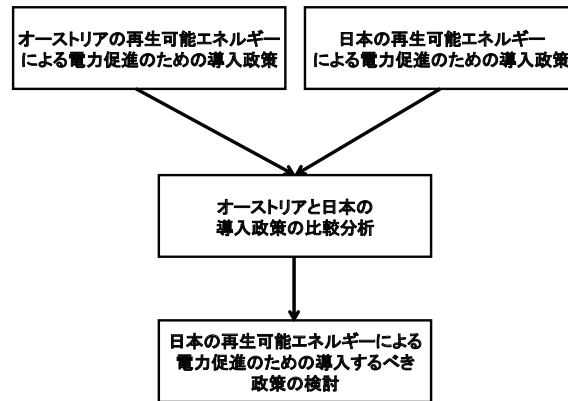 オーストリアの再生可能エネルギー
による電力促進のための導入政策
日本の再生可能エネルギー
による電力促進のための導入政策
オーストリアと日本の
導入政策の比較分析
日本の再生可能エネルギーによる
電力促進のための導入するべき
政策の検討